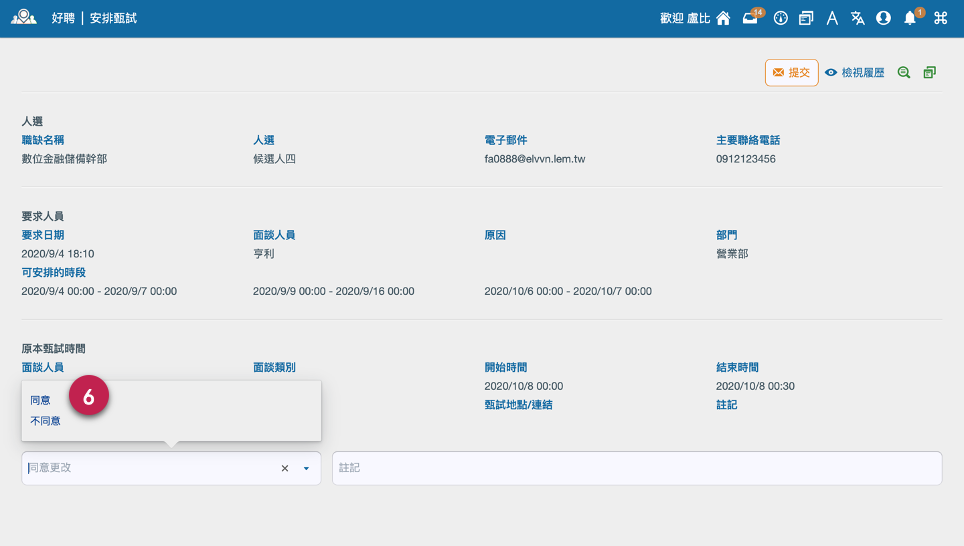 好聘 | 安排甄試
歡迎 盧比
14
1
提交
檢視履歷
人選
職缺名稱 人選 電子郵件 主要聯絡電話
數位金融儲備幹部 候選人四 fa0888@elvvn.lem.tw 0912123456
要求人員
要求日期 面談人員 原因 部門
2020/9/4 18:10 亨利 營業部
可安排的時段
2020/9/4 00:00 - 2020/9/7 00:00 2020/9/9 00:00 - 2020/9/16 00:00 2020/10/6 00:00 - 2020/10/7 00:00
原本甄試時間
面談人員 面談類別 開始時間 結束時間
2020/10/8 00:00 2020/10/8 00:30
甄試地點/連結 註記
同意
6
不同意
同意更改 註記